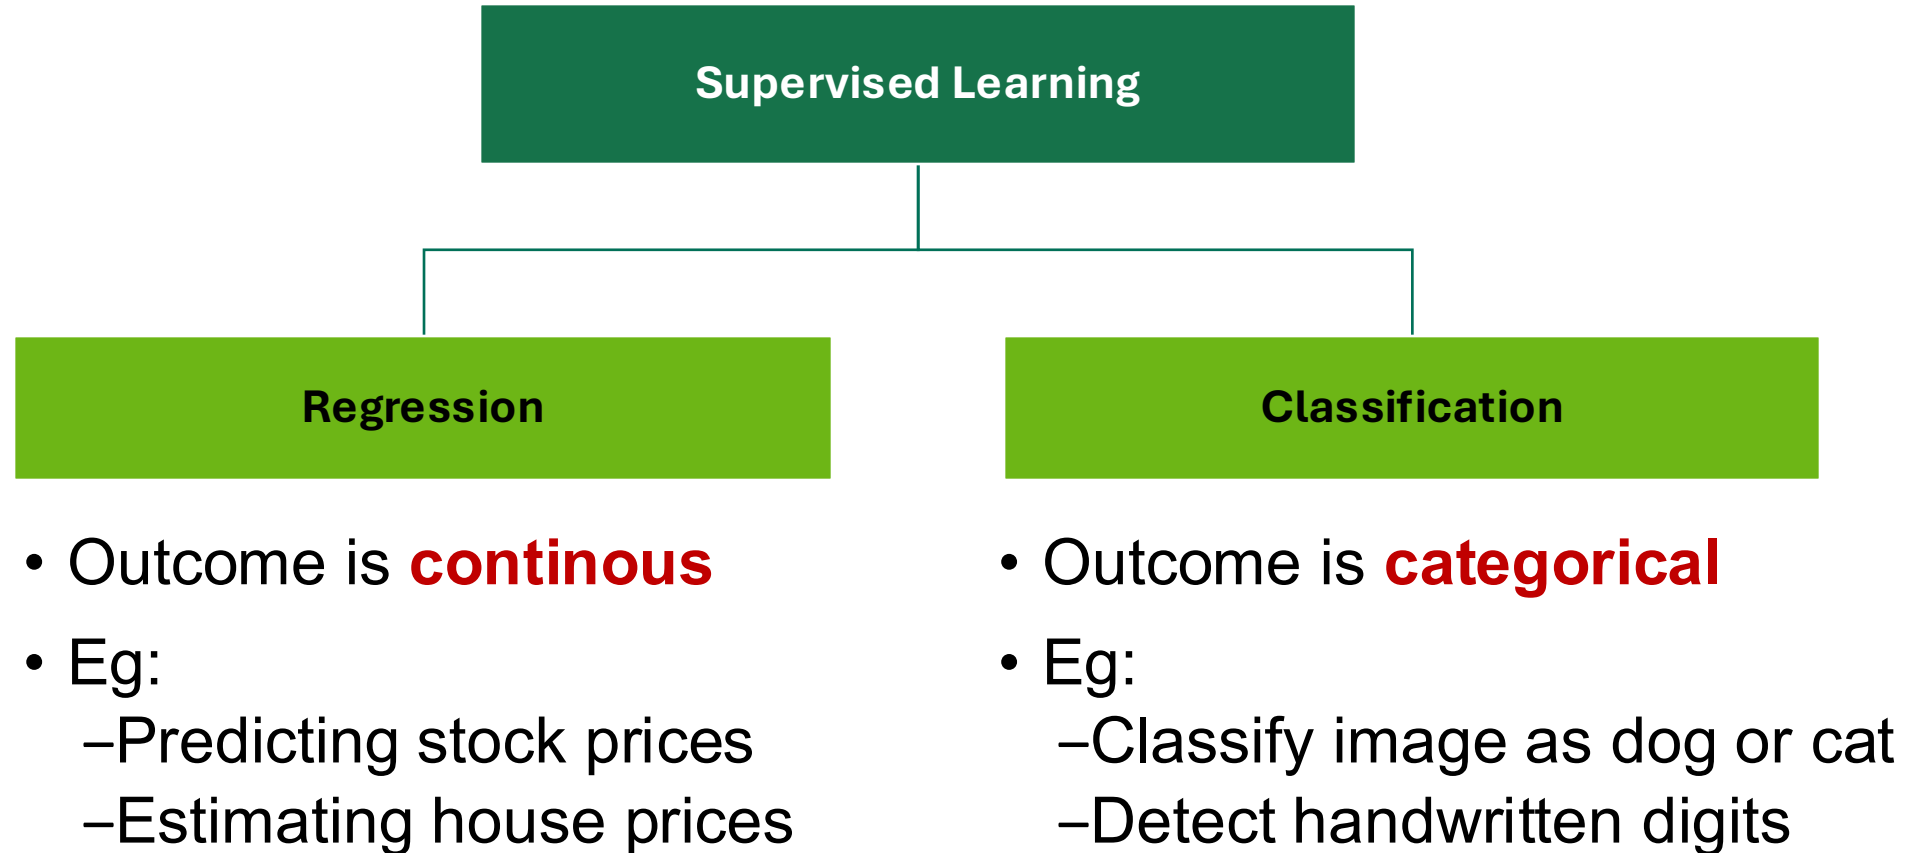 Supervised Learning
Regression
• Outcome is continous
• Eg:
–Predicting stock prices
–Estimating house prices
Classification
• Outcome is categorical
• Eg:
–Classify image as dog or cat
–Detect handwritten digits